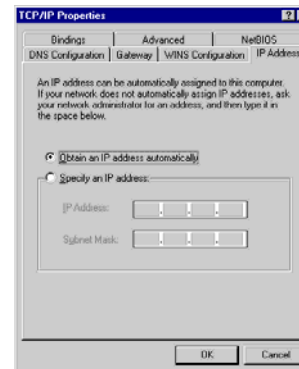 TCP/IP Properties
Bindings Advanced NetBIOS
DNS Configuration Gateway WINS Configuration IP Address
An IP address can be automatically assigned to this computer.
If your network does not automatically assign IP addresses, ask
your network administrator for an address, and then type it in
the space below.
Obtain an IP address automatically
Specify an IP address:
IP Address:
Subnet Mask:
OK Cancel